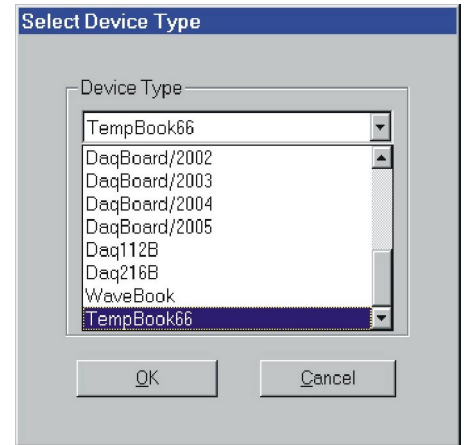 Select Device Type
Device Type
TempBook66
DaqBoard/2002
DaqBoard/2003
DaqBoard/2004
DaqBoard/2005
Daq112B
Daq216B
WaveBook
TempBook66
OK
Cancel